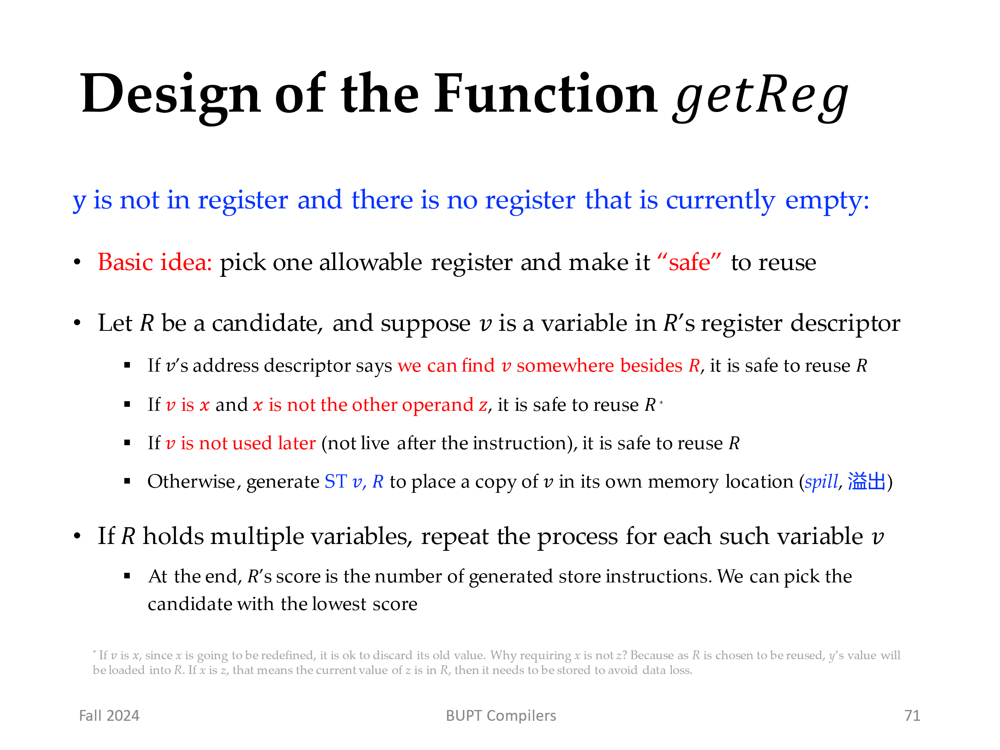 Design of the Function getReg
y is not in register and there is no register that is currently empty:
• Basic idea: pick one allowable register and make it “safe” to reuse
• Let R be a candidate, and suppose v is a variable in R’s register descriptor
▪ If v’s address descriptor says we can find v somewhere besides R, it is safe to reuse R
▪ If v is x and x is not the other operand z, it is safe to reuse R *
▪ If v is not used later (not live after the instruction), it is safe to reuse R
▪ Otherwise, generate ST v, R to place a copy of v in its own memory location (spill, 溢出)
• If R holds multiple variables, repeat the process for each such variable v
▪ At the end, R’s score is the number of generated store instructions. We can pick the
candidate with the lowest score
* If v is x, since x is going to be redefined, it is ok to discard its old value. Why requiring x is not z? Because as R is chosen to be reused, y’s value will
be loaded into R. If x is z, that means the current value of z is in R, then it needs to be stored to avoid data loss.
Fall 2024
BUPT Compilers
71